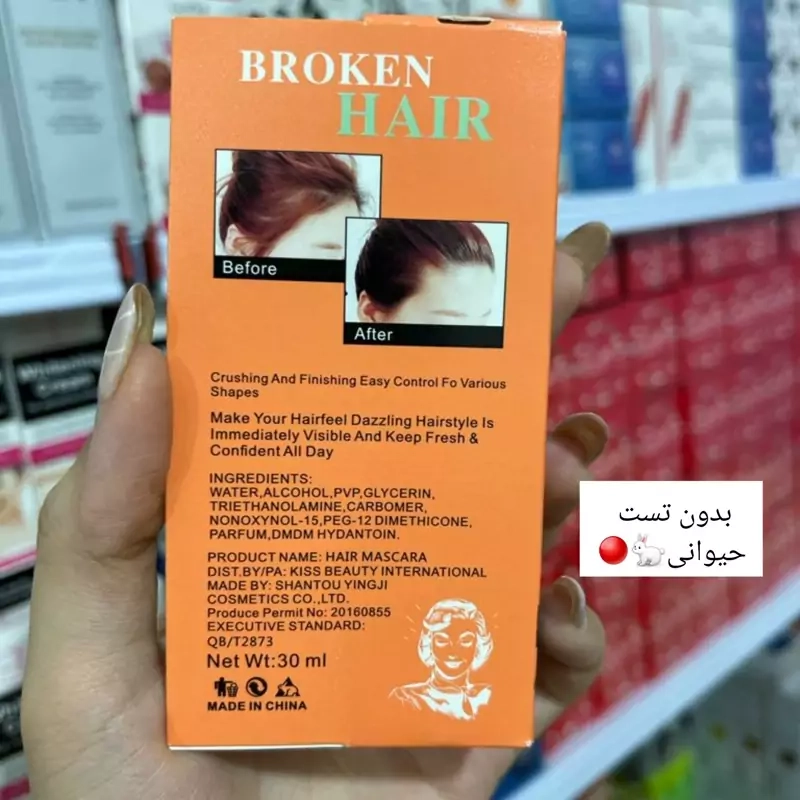 BROKEN
HAIR
Before
After
Crushing And Finishing Easy Control Fo Various
Shapes
Make Your Hairfeel Dazzling Hairstyle Is
Immediately Visible And Keep Fresh &
Confident All Day
INGREDIENTS:
WATER,ALCOHOL,PVP,GLYCERIN,
TRIETHANOLAMINE,CARBOMER,
NONOXYNOL-15,PEG-12 DIMETHICONE,
PARFUM,DMDM HYDANTOIN.
PRODUCT NAME: HAIR MASCARA
DIST.BY/PA: KISS BEAUTY INTERNATIONAL
MADE BY: SHANTOU YINGJI
COSMETICS CO.,LTD.
Produce Permit No: 20160855
EXECUTIVE STANDARD:
QB/T2873
Net Wt:30 ml
MADE IN CHINA
بدون تست
حیوانی🐇🔴